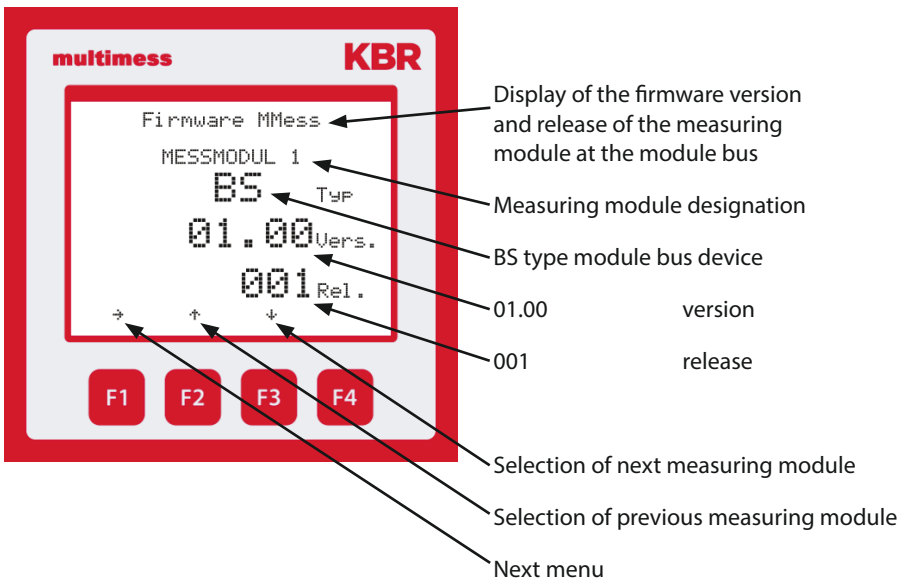 multimess KBR
Firmware MMess
MESSMODUL 1
BS Typ
01.00 Vers.
001 Rel.
→ ↑ ↓
F1 F2 F3 F4
Display of the firmware version
and release of the measuring
module at the module bus
Measuring module designation
BS type module bus device
01.00 version
001 release
Selection of next measuring module
Selection of previous measuring module
Next menu